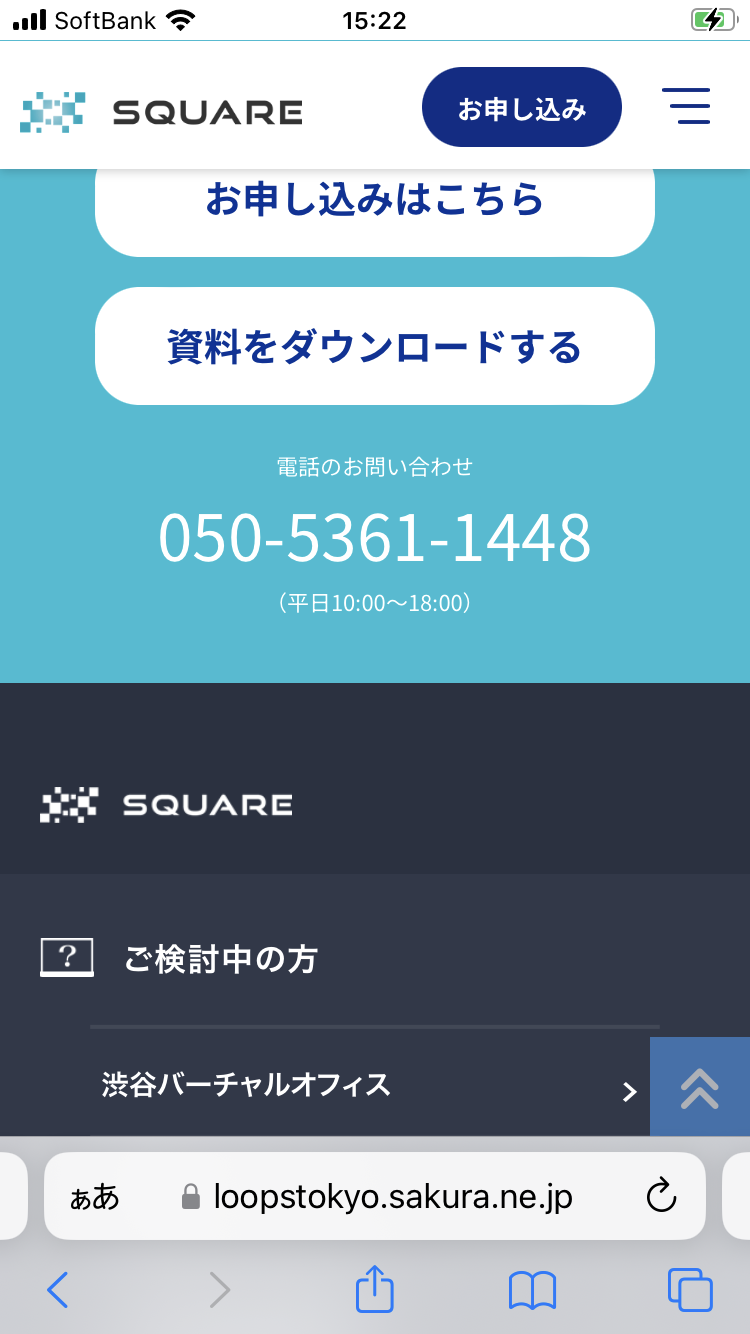 SoftBank 15:22
SQUARE お申し込み
お申し込みはこちら
資料をダウンロードする
電話のお問い合わせ
050-5361-1448
（平日10:00～18:00）
SQUARE
? ご検討中の方
渋谷バーチャルオフィス
ぁあ loopstokyo.sakura.ne.jp